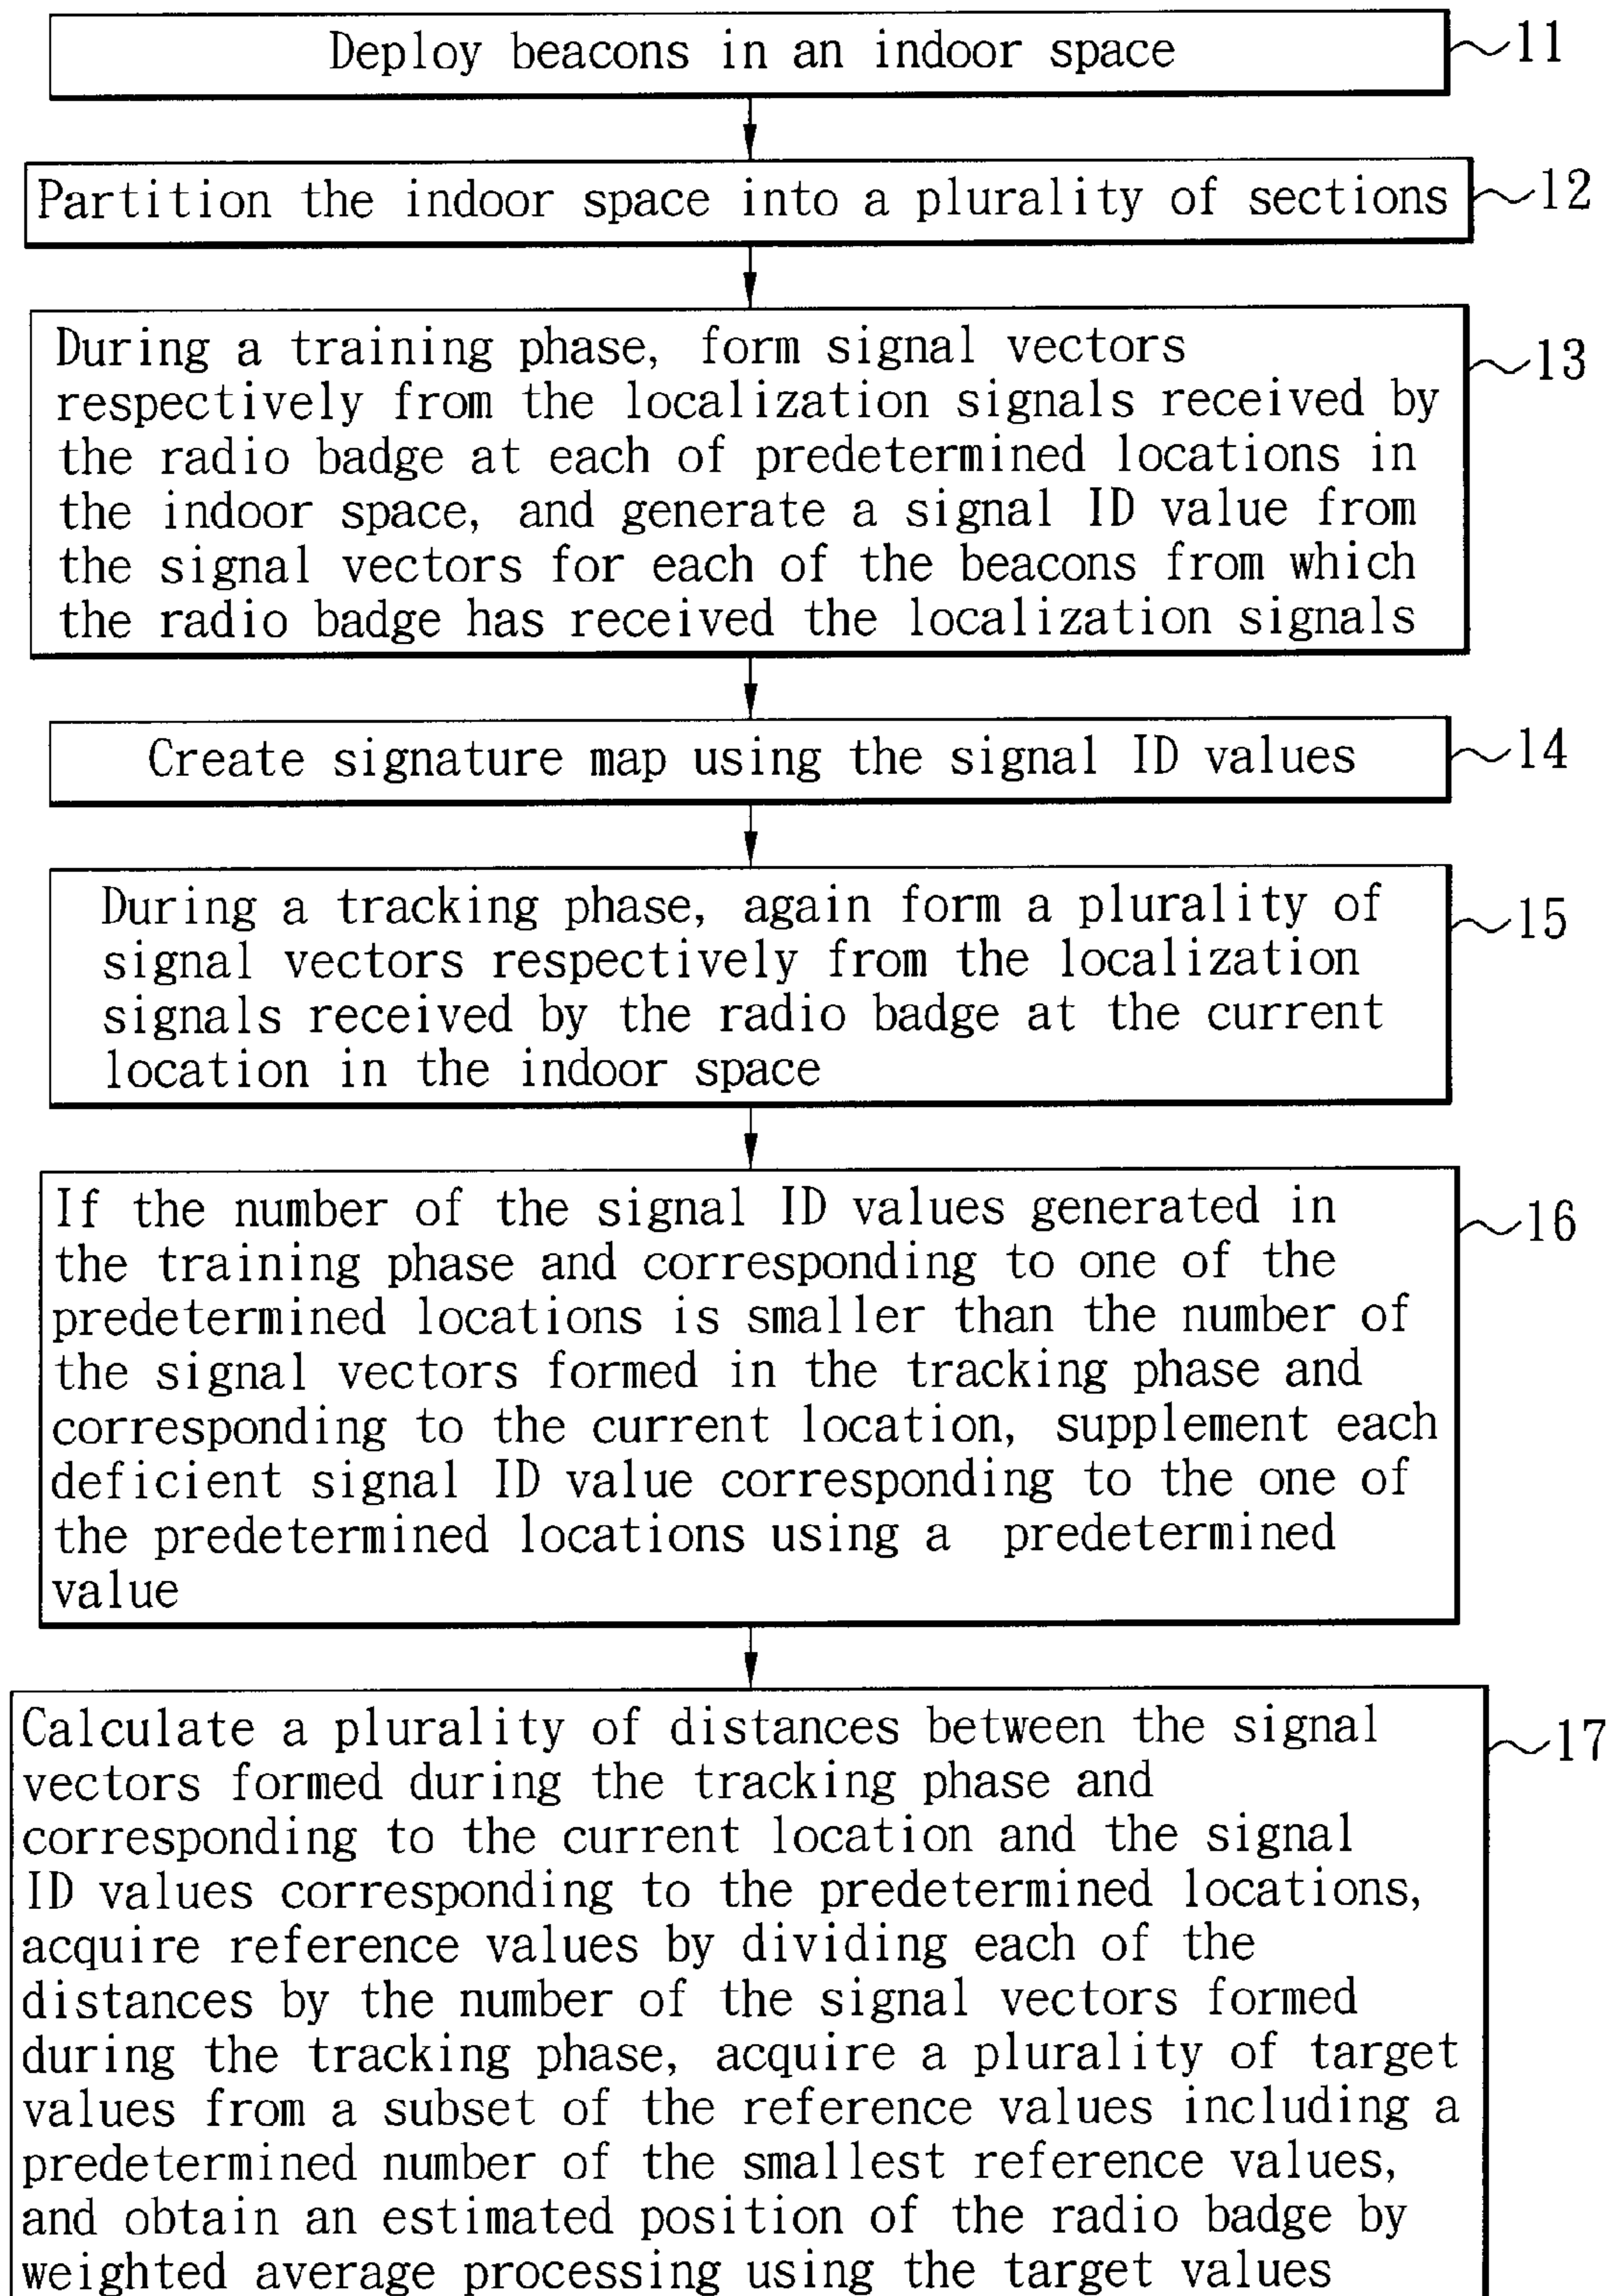 Deploy beacons in an indoor space
11
Partition the indoor space into a plurality of sections
12
During a training phase, form signal vectors
respectively from the localization signals received by
the radio badge at each of predetermined locations in
the indoor space, and generate a signal ID value from
the signal vectors for each of the beacons from which
the radio badge has received the localization signals
13
Create signature map using the signal ID values
14
During a tracking phase, again form a plurality of
signal vectors respectively from the localization
signals received by the radio badge at the current
location in the indoor space
15
If the number of the signal ID values generated in
the training phase and corresponding to one of the
predetermined locations is smaller than the number of
the signal vectors formed in the tracking phase and
corresponding to the current location, supplement each
deficient signal ID value corresponding to the one of
the predetermined locations using a predetermined
value
16
Calculate a plurality of distances between the signal
vectors formed during the tracking phase and
corresponding to the current location and the signal
ID values corresponding to the predetermined locations,
acquire reference values by dividing each of the
distances by the number of the signal vectors formed
during the tracking phase, acquire a plurality of target
values from a subset of the reference values including a
predetermined number of the smallest reference values,
and obtain an estimated position of the radio badge by
weighted average processing using the target values
17